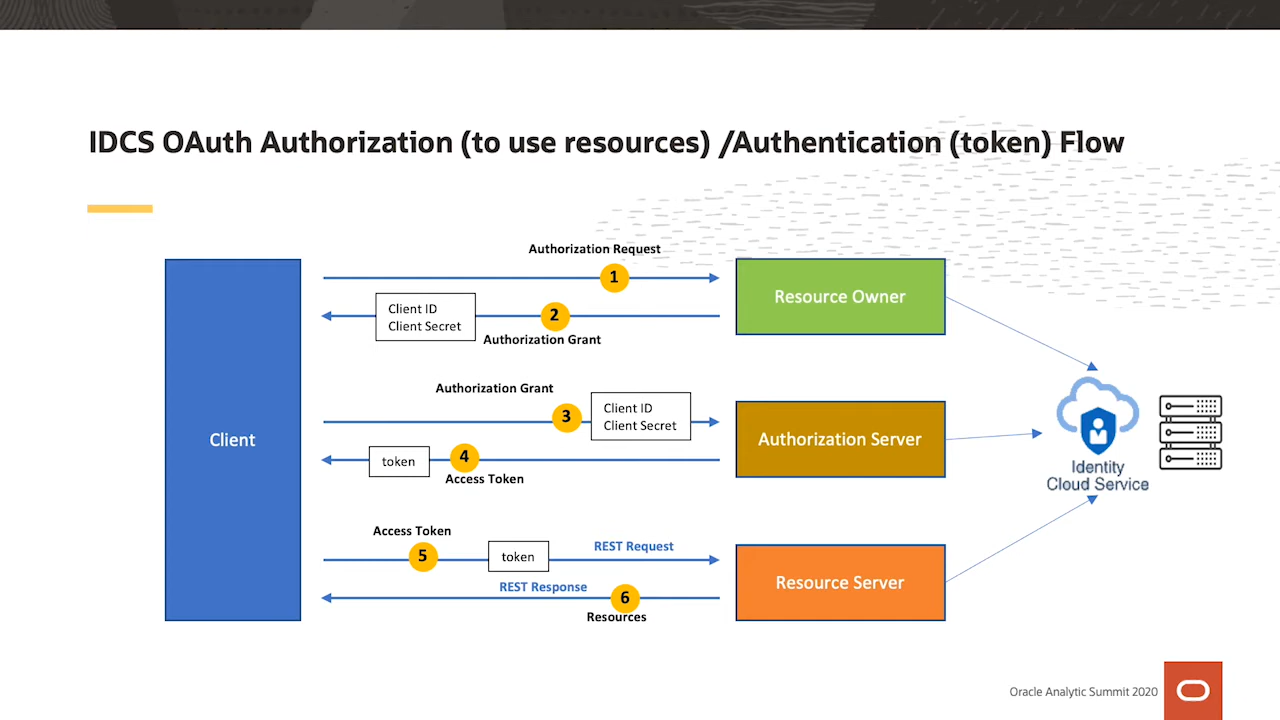 IDCS OAuth Authorization (to use resources) /Authentication (token) Flow
Authorization Request
1
Client ID
Client Secret
2
Authorization Grant
Resource Owner
Client
Authorization Grant
3
Client ID
Client Secret
token
4
Access Token
Authorization Server
Identity
Cloud Service
Access Token
5
token
REST Request
REST Response
6
Resources
Resource Server
Oracle Analytic Summit 2020